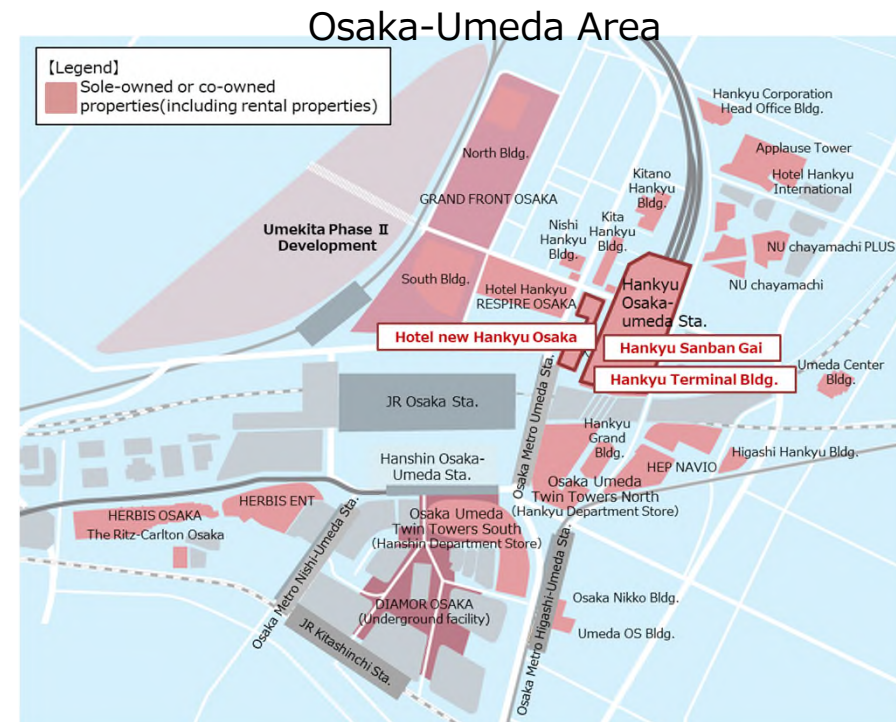 Osaka-Umeda Area
【Legend】
Sole-owned or co-owned
properties(including rental properties)
Hankyu Corporation
Head Office Bldg.
Applause Tower
Hotel Hankyu
International
North Bldg.
GRAND FRONT OSAKA
Kitano
Hankyu
Bldg.
Umekita Phase Ⅱ
Development
Nishi
Hankyu
Bldg.
Kita
Hankyu
Bldg.
NU chayamachi PLUS
NU chayamachi
South Bldg.
Hotel Hankyu
RESPIRE OSAKA
Hankyu
Osaka-
umeda Sta.
Hotel new Hankyu Osaka
Hankyu Sanban Gai
Hankyu Terminal Bldg.
Umeda Center
Bldg.
JR Osaka Sta.
Osaka Metro Umeda Sta.
Hankyu
Grand
Bldg.
Higashi Hankyu Bldg.
HEP NAVIO
Hanshin Osaka-
Umeda Sta.
Osaka Umeda
Twin Towers North
(Hankyu Department Store)
HERBIS ENT
HERBIS OSAKA
The Ritz-Carlton Osaka
Osaka Umeda
Twin Towers South
(Hanshin Department Store)
Osaka Metro Nishi-Umeda Sta.
Osaka Metro Higashi-Umeda Sta.
DIAMOR OSAKA
(Underground facility)
Osaka Nikko Bldg.
Umeda OS Bldg.
JR Kitashinchi Sta.